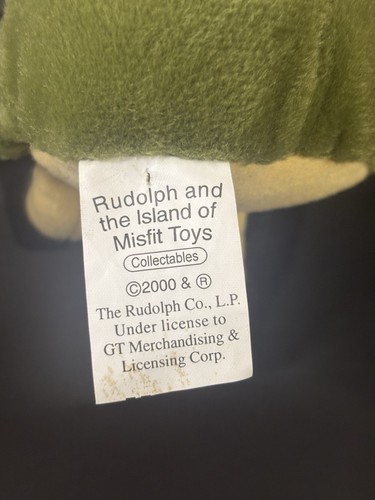 Rudolph and
the Island of
Misfit Toys
Collectables
©2000 & ®
The Rudolph Co., L.P.
Under license to
GT Merchandising &
Licensing Corp.